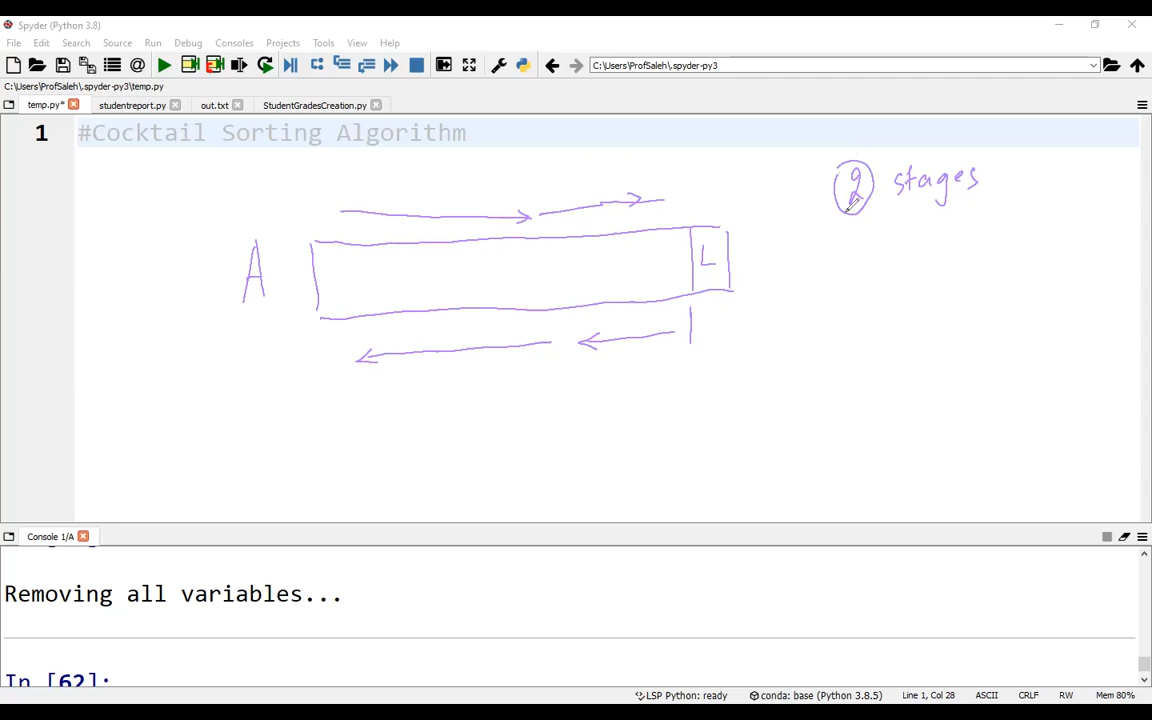 Spyder (Python 3.8)
File Edit Search Source Run Debug Consoles Projects Tools View Help
C:\Users\ProfSaleh\.spyder-py3
C:\Users\ProfSaleh\.spyder-py3\temp.py
temp.py* studentreport.py out.txt StudentGradesCreation.py
1 #Cocktail Sorting Algorithm
2 stages
A L
Console 1/A
Removing all variables...
In [62]:
LSP Python: ready conda: base (Python 3.8.5) Line 1, Col 28 ASCII CRLF RW Mem 80%